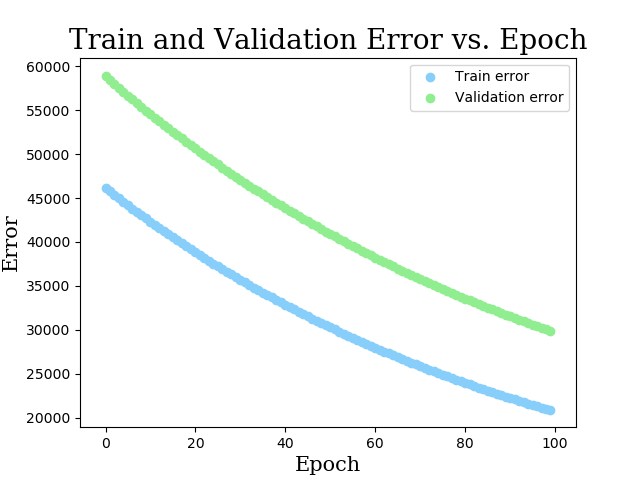 Train and Validation Error vs. Epoch
60000
55000
50000
45000
40000
35000
30000
25000
20000
Error
Train error
Validation error
0 20 40 60 80 100
Epoch